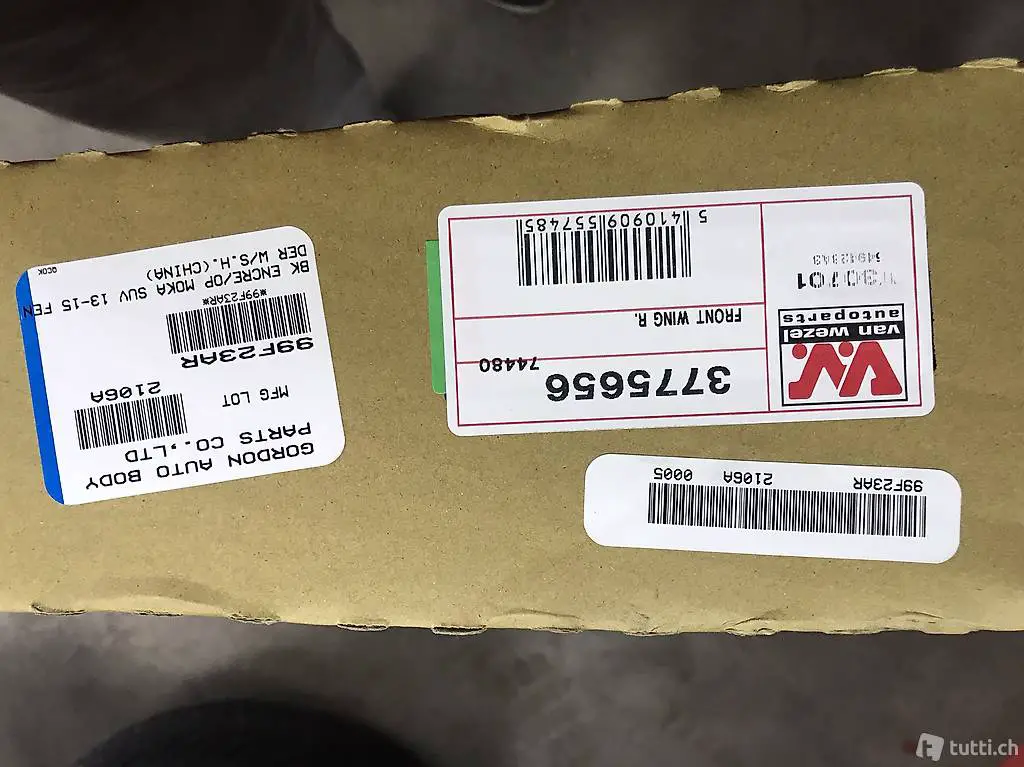 GORDON AUTO BODY
PARTS CO.,LTD
MFG LOT
2106A
99F23AR
*99F23AR*
BK ENCRE/OP MOKA SUV 13-15 FEN
DER W/S.H.(CHINA)
QCOK
van wezel
autoparts
3775656
74480
FRONT WING R.
5 410909 557485
99F23AR 2106A 0005
tutti.ch